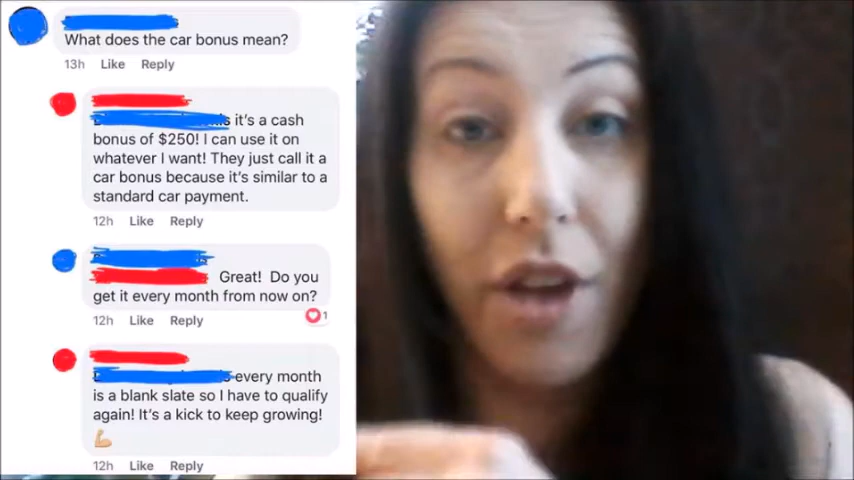 What does the car bonus mean?
13h Like Reply
it's a cash
bonus of $250! I can use it on
whatever I want! They just call it a
car bonus because it's similar to a
standard car payment.
12h Like Reply
Great! Do you
get it every month from now on?
12h Like Reply 1
every month
is a blank slate so I have to qualify
again! It's a kick to keep growing!
💪🏼
12h Like Reply